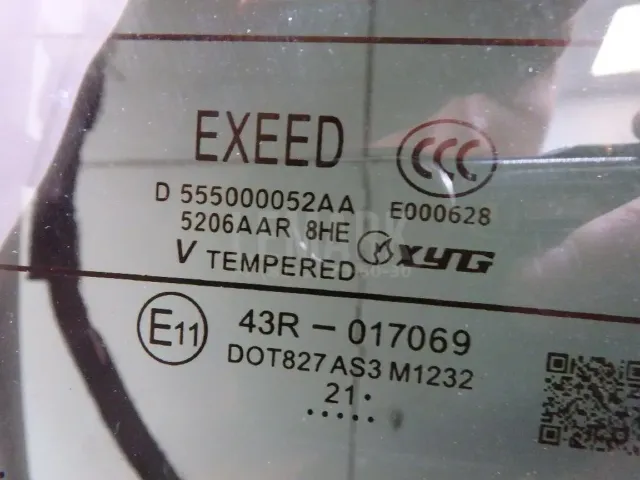 EXEED
CCC
D 555000052AA
E000628
5206AAR 8HE
V TEMPERED
XYG
E11
43R - 017069
DOT827 AS3 M1232
21 •
•••••